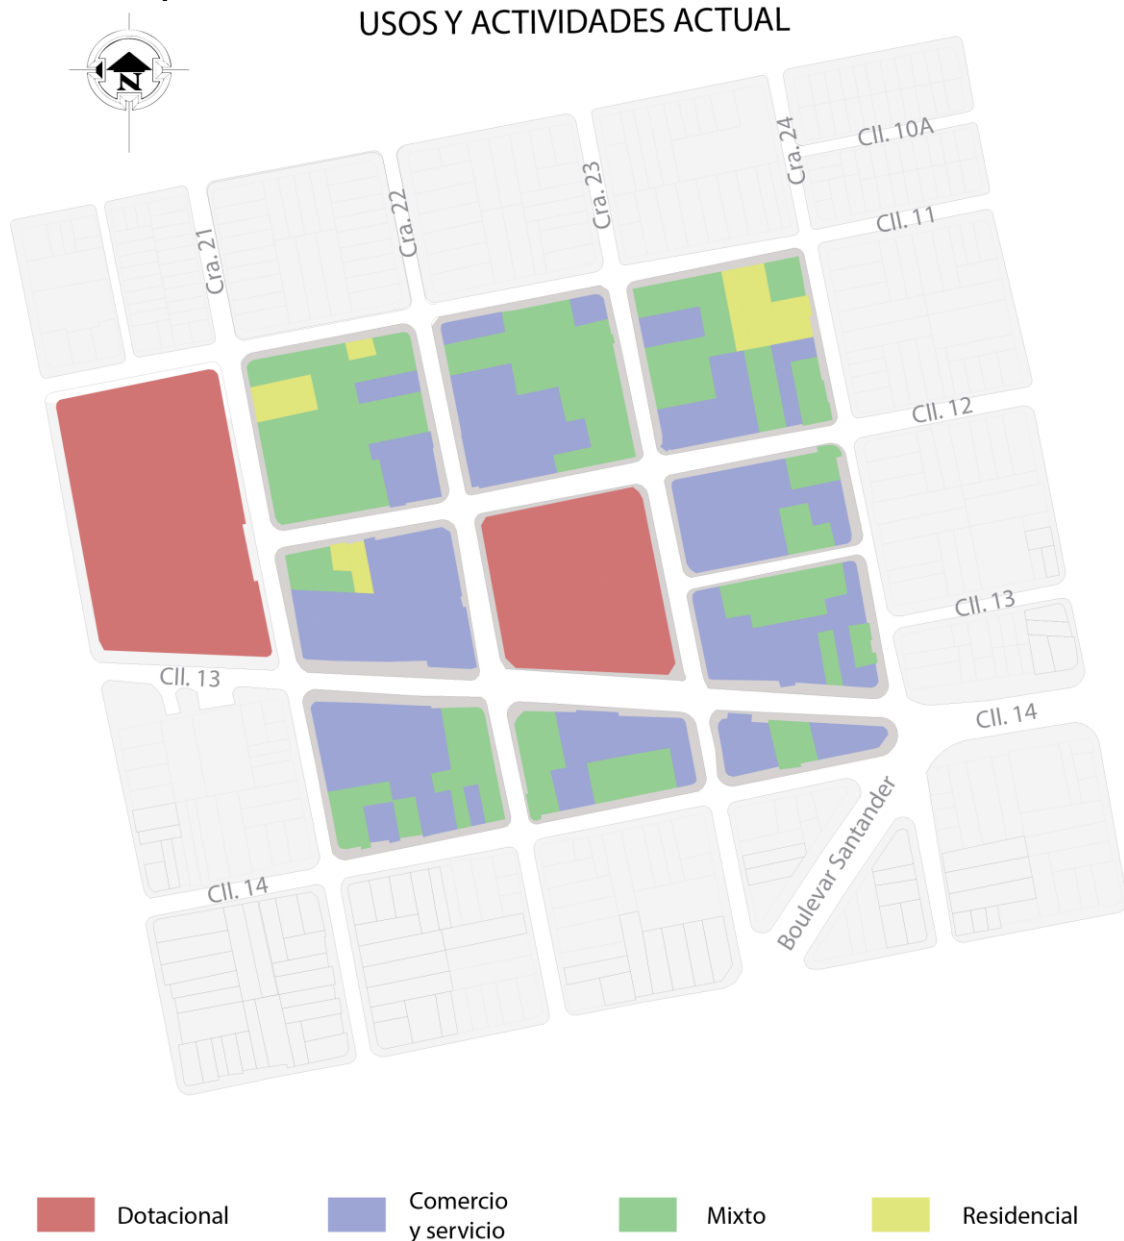 USOS Y ACTIVIDADES ACTUAL
N
Cra. 21
Cra. 22
Cra. 23
Cra. 24
Cll. 10A
Cll. 11
Cll. 12
Cll. 13
Cll. 13
Cll. 14
Cll. 14
Boulevar Santander
Dotacional
Comercio
y servicio
Mixto
Residencial